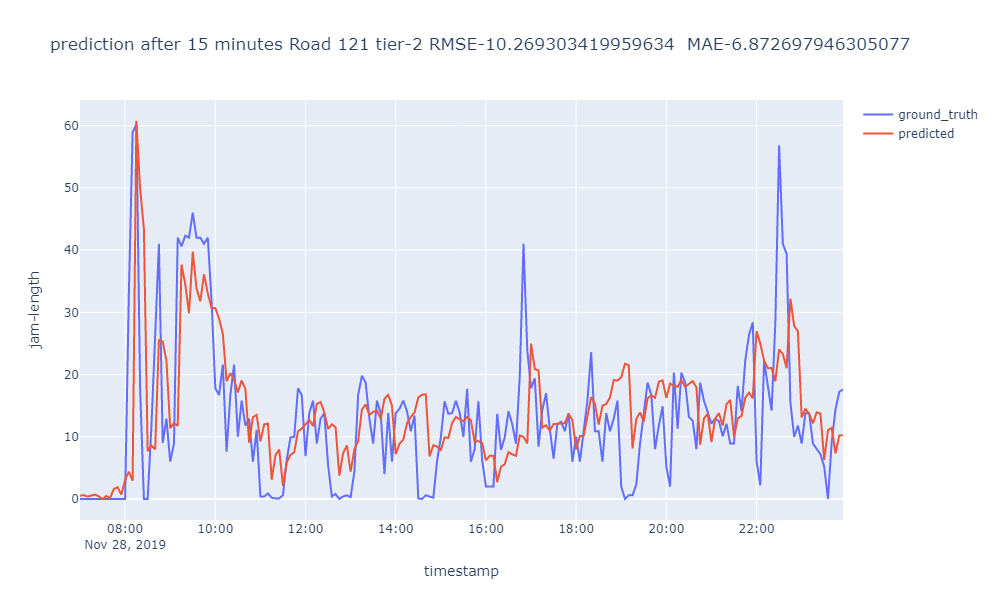 prediction after 15 minutes Road 121 tier-2 RMSE-10.269303419959634  MAE-6.872697946305077
ground_truth
predicted
60
50
40
30
20
10
0
jam-length
08:00 10:00 12:00 14:00 16:00 18:00 20:00 22:00
Nov 28, 2019
timestamp